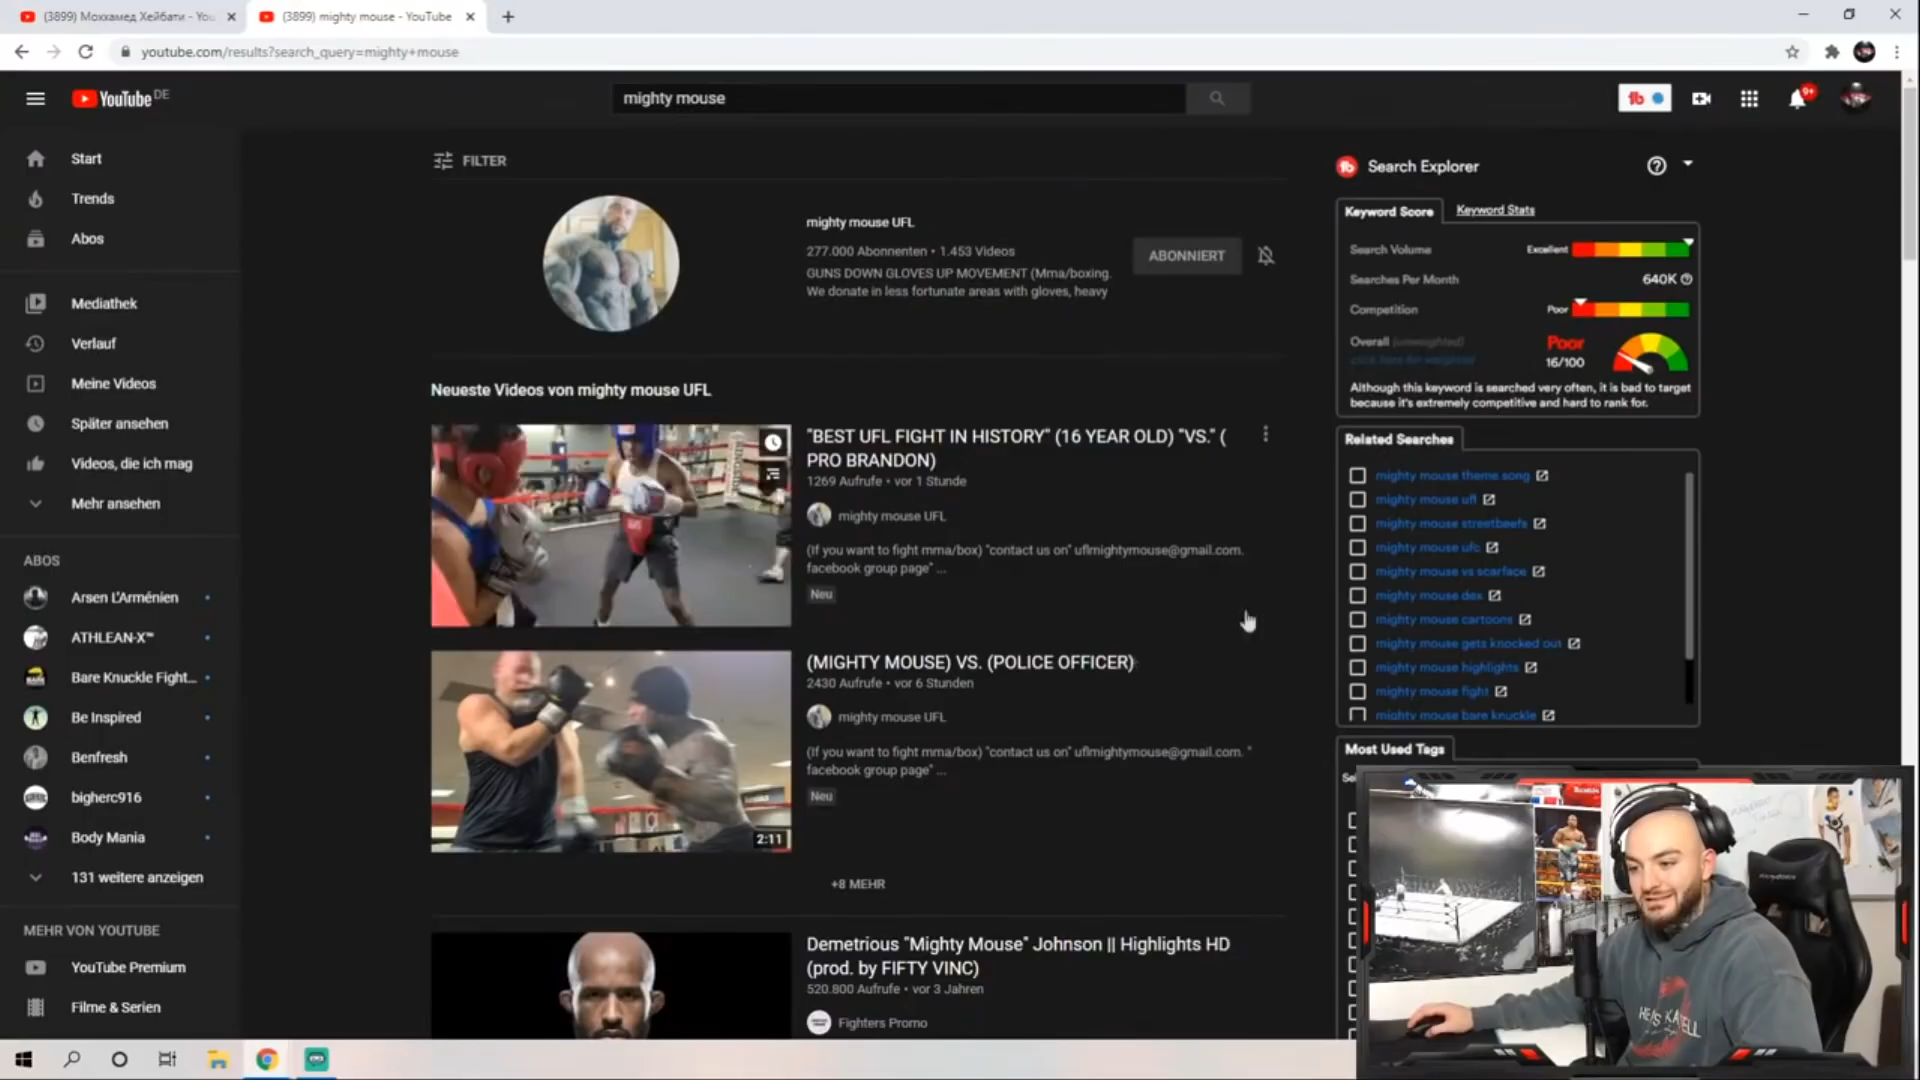 (3899) Моххамед Хейбати - You
(3899) mighty mouse - YouTube
youtube.com/results?search_query=mighty+mouse
YouTube DE
mighty mouse
9+
Start
Trends
Abos
Mediathek
Verlauf
Meine Videos
Später ansehen
Videos, die ich mag
Mehr ansehen
ABOS
Arsen L'Arménien
ATHLEAN-X™
Bare Knuckle Fight...
Be Inspired
Benfresh
bigherc916
Body Mania
131 weitere anzeigen
MEHR VON YOUTUBE
YouTube Premium
Filme & Serien
FILTER
mighty mouse UFL
277.000 Abonnenten • 1.453 Videos
GUNS DOWN GLOVES UP MOVEMENT (Mma/boxing.
We donate in less fortunate areas with gloves, heavy
ABONNIERT
Neueste Videos von mighty mouse UFL
"BEST UFL FIGHT IN HISTORY" (16 YEAR OLD) "VS." (
PRO BRANDON)
1269 Aufrufe • vor 1 Stunde
mighty mouse UFL
(If you want to fight mma/box) "contact us on" uflmightymouse@gmail.com.
facebook group page" ...
Neu
(MIGHTY MOUSE) VS. (POLICE OFFICER)
2430 Aufrufe • vor 6 Stunden
mighty mouse UFL
(If you want to fight mma/box) "contact us on" uflmightymouse@gmail.com. "
facebook group page" ...
Neu
2:11
+8 MEHR
Demetrious "Mighty Mouse" Johnson || Highlights HD
(prod. by FIFTY VINC)
520.800 Aufrufe • vor 3 Jahren
Fighters Promo
Search Explorer
Keyword Score
Keyword Stats
Search Volume
Excellent
Searches Per Month
640K
Competition
Poor
Overall (unweighted)
click here for weighted
Poor
16/100
Although this keyword is searched very often, it is bad to target
because it's extremely competitive and hard to rank for.
Related Searches
mighty mouse theme song
mighty mouse ufl
mighty mouse streetbeefs
mighty mouse ufc
mighty mouse vs scarface
mighty mouse dex
mighty mouse cartoons
mighty mouse gets knocked out
mighty mouse highlights
mighty mouse fight
mighty mouse bare knuckle
Most Used Tags